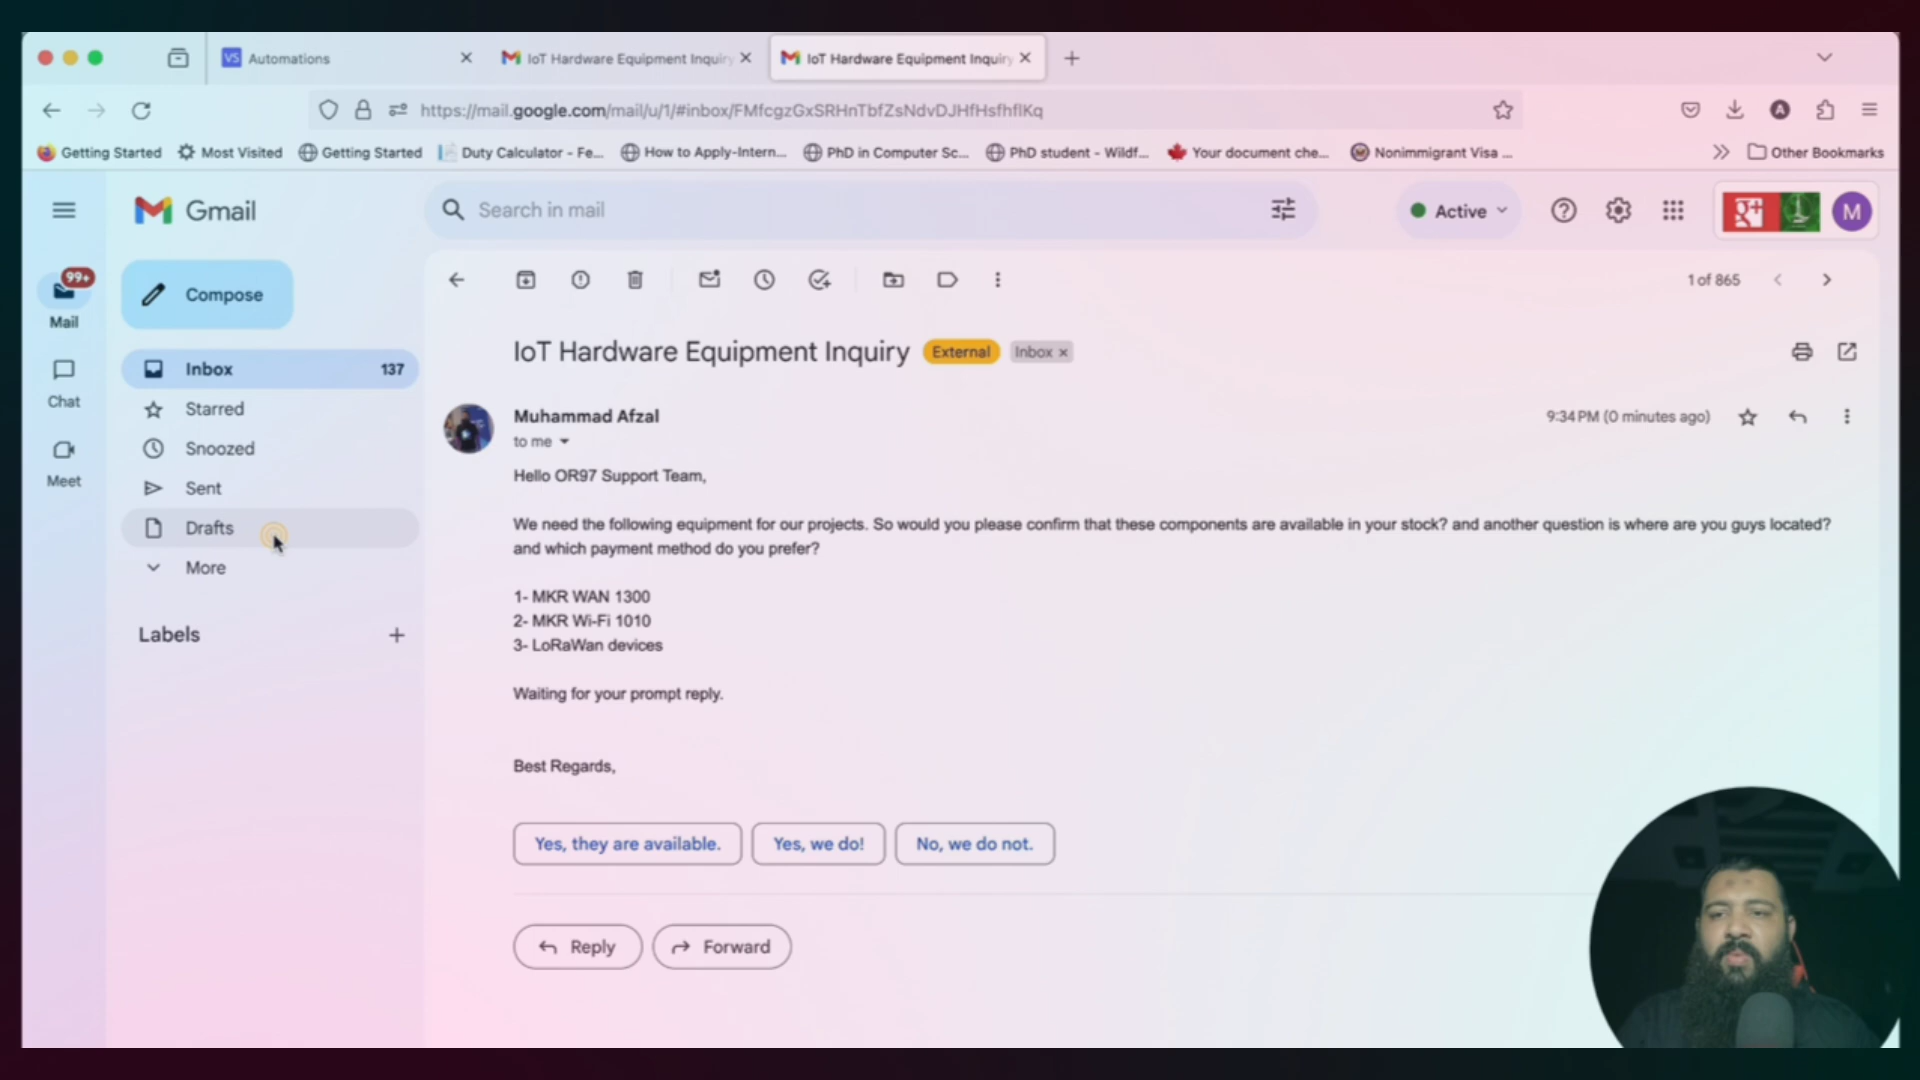 VS Automations
IoT Hardware Equipment Inquiry
IoT Hardware Equipment Inquiry
https://mail.google.com/mail/u/1/#inbox/FMfcgzGxSRHnTbfZsNdvDJHfHsfhflKq
Getting Started
Most Visited
Getting Started
Duty Calculator - Fe...
How to Apply-Intern...
PhD in Computer Sc...
PhD student - Wildf...
Your document che...
Nonimmigrant Visa ...
Other Bookmarks
Gmail
Search in mail
Active
M
99+
Mail
Chat
Meet
Compose
Inbox 137
Starred
Snoozed
Sent
Drafts
More
Labels
1 of 865
IoT Hardware Equipment Inquiry External Inbox
Muhammad Afzal
9:34 PM (0 minutes ago)
to me
Hello OR97 Support Team,
We need the following equipment for our projects. So would you please confirm that these components are available in your stock? and another question is where are you guys located?
and which payment method do you prefer?
1- MKR WAN 1300
2- MKR Wi-Fi 1010
3- LoRaWan devices
Waiting for your prompt reply.
Best Regards,
Yes, they are available.
Yes, we do!
No, we do not.
Reply
Forward